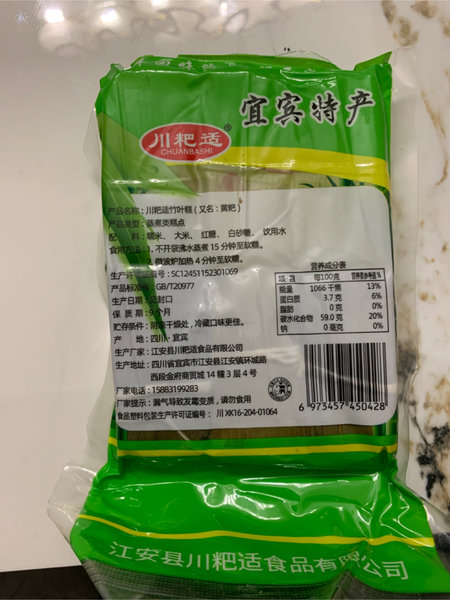 宜宾特产
川粑适®
CHUANBASHI
产品名称：川粑适竹叶糕（又名：黄粑）
产品类型：蒸煮类糕点
配 料：糯米、大米、红糖、白砂糖、饮用水
食用方法：1. 不开袋沸水蒸煮 15 分钟至软糯。
微波炉加热 4 分钟至软糯。
生产许可证编号：SC12451152301069
产品标准号：GB/T20977
生产日期：见封口
保 质 期：9个月
贮存条件：阴凉干燥处，冷藏口味更佳。
产 地：四川·宜宾
生产厂家：江安县川粑适食品有限公司
生产地址：四川省宜宾市江安县江安镇环城路
西段金府商贸城 14 幢 3 层 4 号
厂家电话：15883199283
厂家提示：漏气导致发霉变质，请勿食用
食品塑料包装生产许可证编号：川 XK16-204-01064
营养成分表
项目 每100克 营养素参考值%
能量 1066 千焦 13%
蛋白质 3.7 克 6%
脂肪 0 克 0%
碳水化合物 59.0 克 20%
钠 0 毫克 0%
6 973457 450428
江安县川粑适食品有限公司